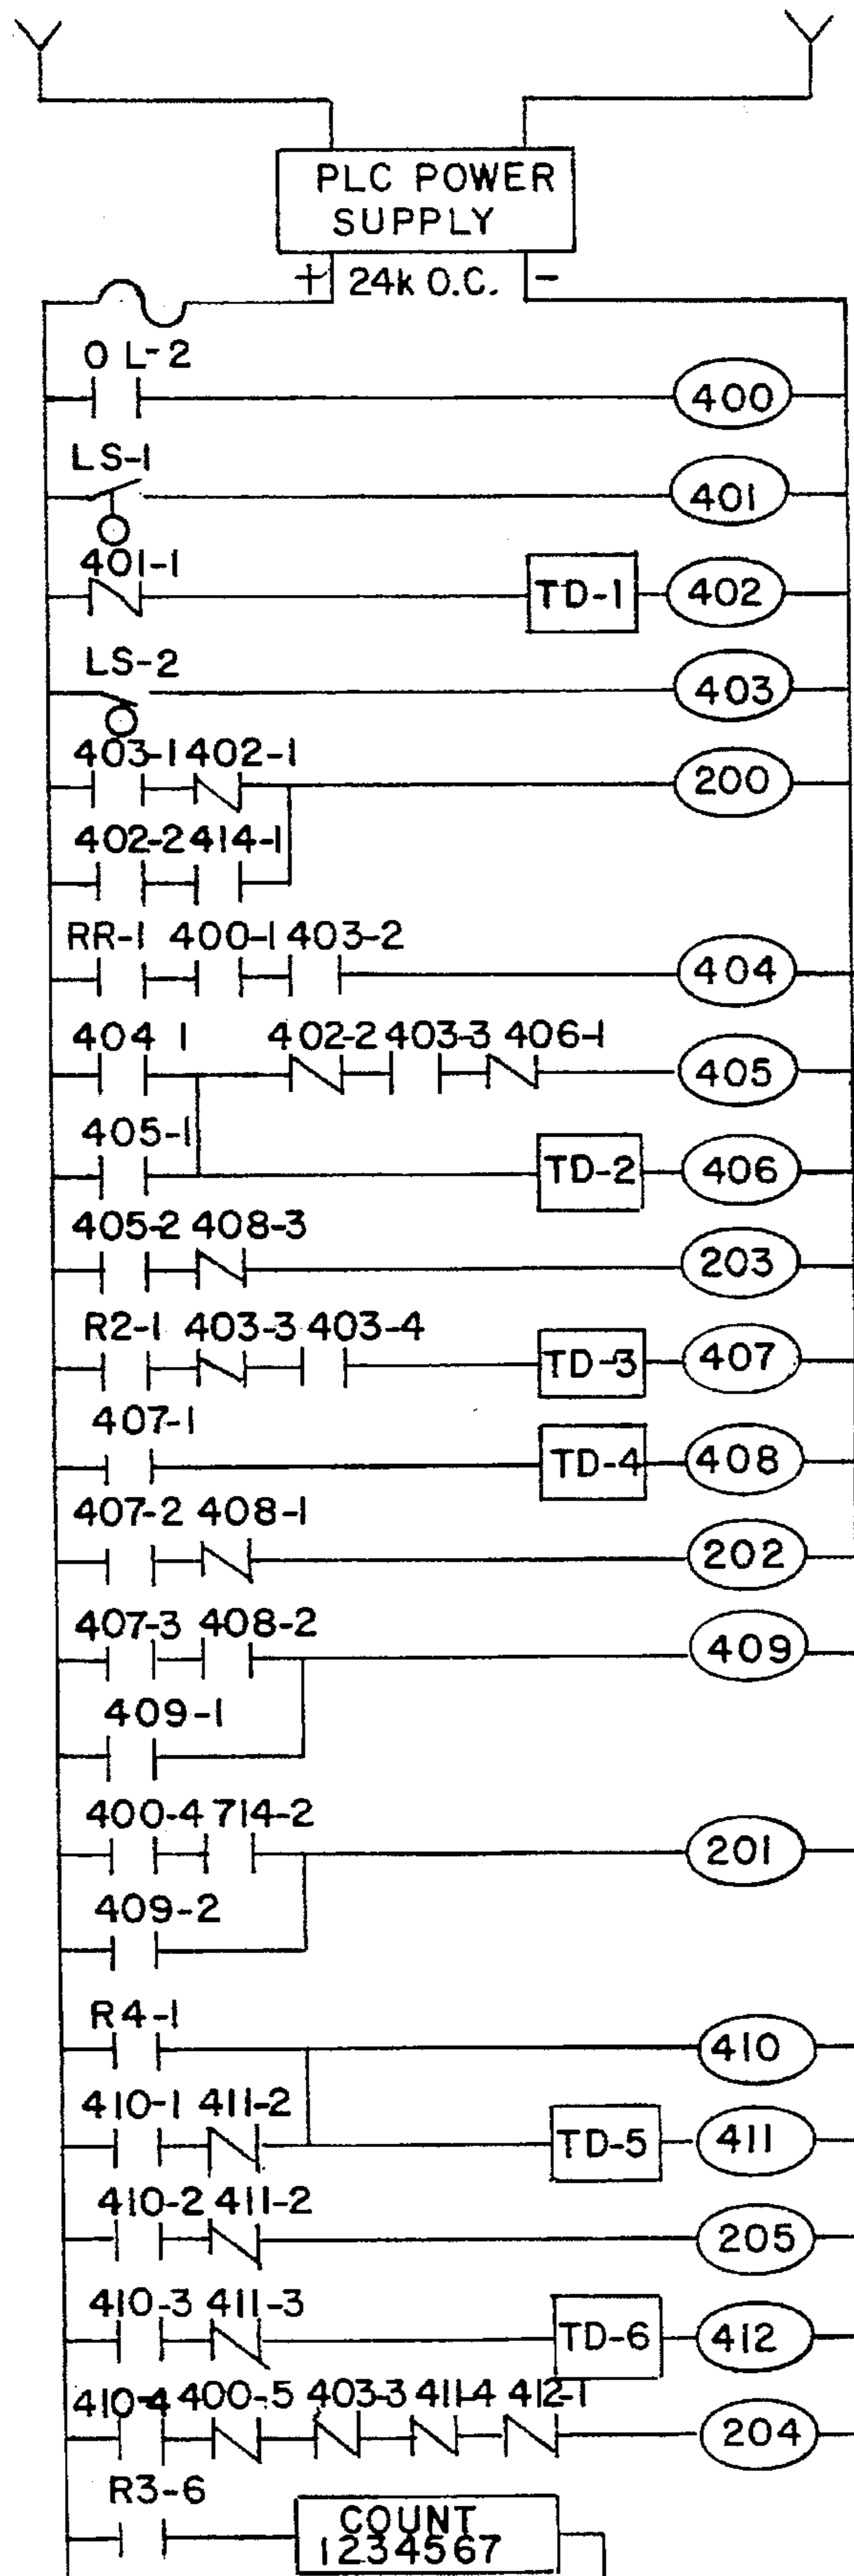 PLC POWER
SUPPLY
+ 24k O.C. -
O L-2
400
LS-1
401
401-1
TD-1 402
LS-2
403
403-1 402-1
200
402-2 414-1
RR-1 400-1 403-2
404
404 1 402-2 403-3 406-1
405
405-1
TD-2 406
405-2 408-3
203
R2-1 403-3 403-4
TD-3 407
407-1
TD-4 408
407-2 408-1
202
407-3 408-2
409
409-1
400-4 714-2
201
409-2
R4-1
410
410-1 411-2
TD-5 411
410-2 411-2
205
410-3 411-3
TD-6 412
410-4 400-5 403-3 411-4 412-1
204
R3-6
COUNT
1234567